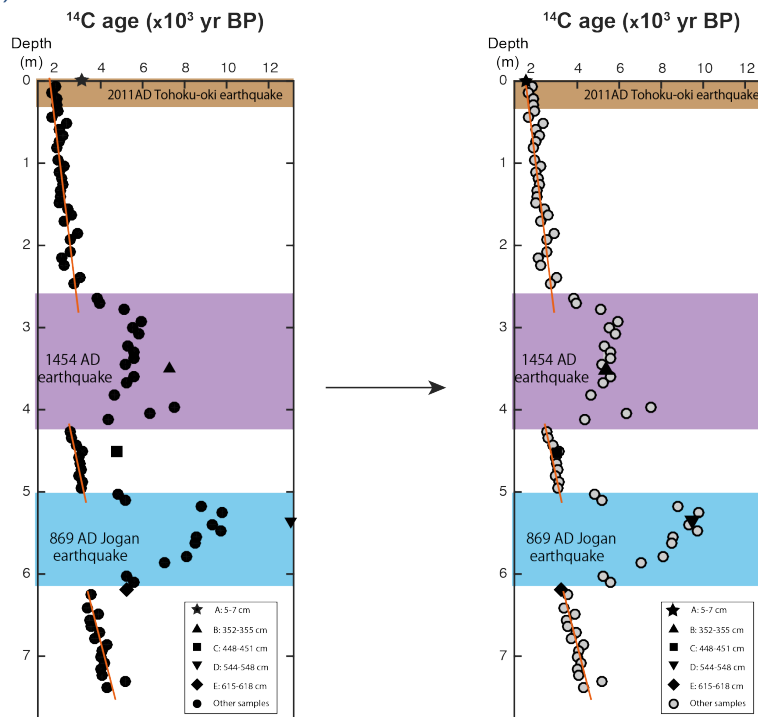 14C age (x10³ yr BP)
Depth
(m)
2 4 6 8 10 12
0
2011AD Tohoku-oki earthquake
1
2
3
1454 AD
earthquake
4
5
869 AD Jogan
earthquake
6
7
A: 5-7 cm
B: 352-355 cm
C: 448-451 cm
D: 544-548 cm
E: 615-618 cm
Other samples
14C age (x10³ yr BP)
Depth
(m)
2 4 6 8 10 12
0
2011AD Tohoku-oki earthquake
1
2
3
1454 AD
earthquake
4
5
869 AD Jogan
earthquake
6
7
A: 5-7 cm
B: 352-355 cm
C: 448-451 cm
D: 544-548 cm
E: 615-618 cm
Other samples